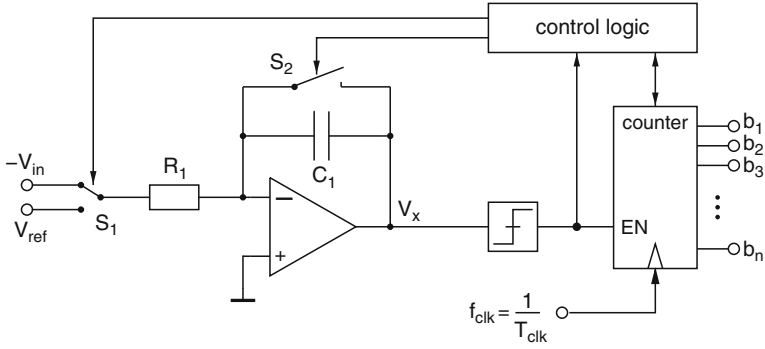 control logic
S2
counter
b1
b2
b3
−Vin
R1
C1
S1
Vx
Vref
−
+
EN
⋮
bn
fclk = 1/Tclk